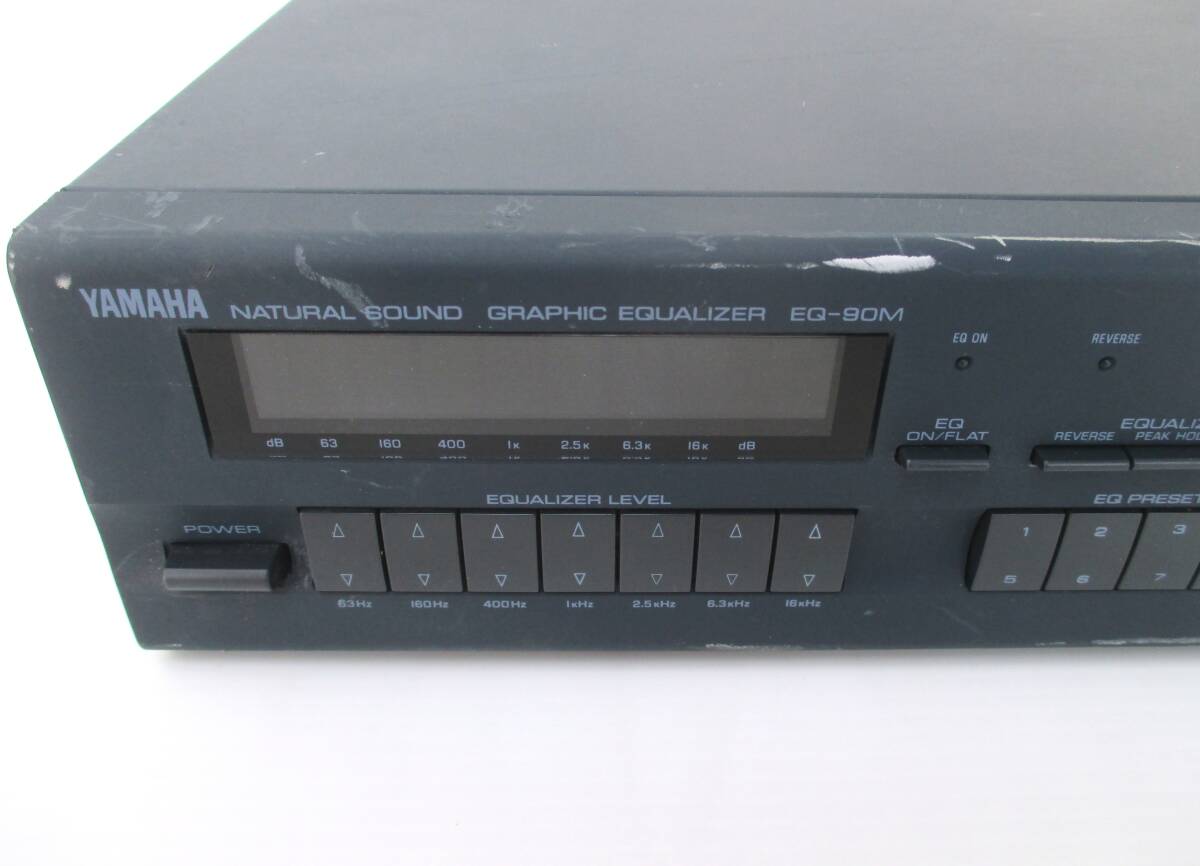 YAMAHA NATURAL SOUND GRAPHIC EQUALIZER EQ-90M
EQ ON REVERSE
dB 63 160 400 1K 2.5K 6.3K 16K dB
EQ ON/FLAT
REVERSE
EQUALIZER LEVEL
EQ PRESET
POWER
1 2 3
5 6 7
63Hz 160Hz 400Hz 1KHz 2.5KHz 6.3KHz 16KHz